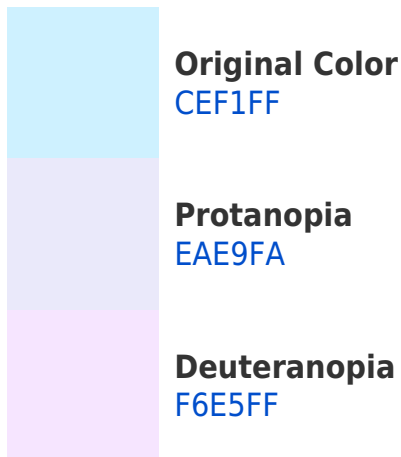 Original Color
CEF1FF
Protanopia
EAE9FA
Deuteranopia
F6E5FF